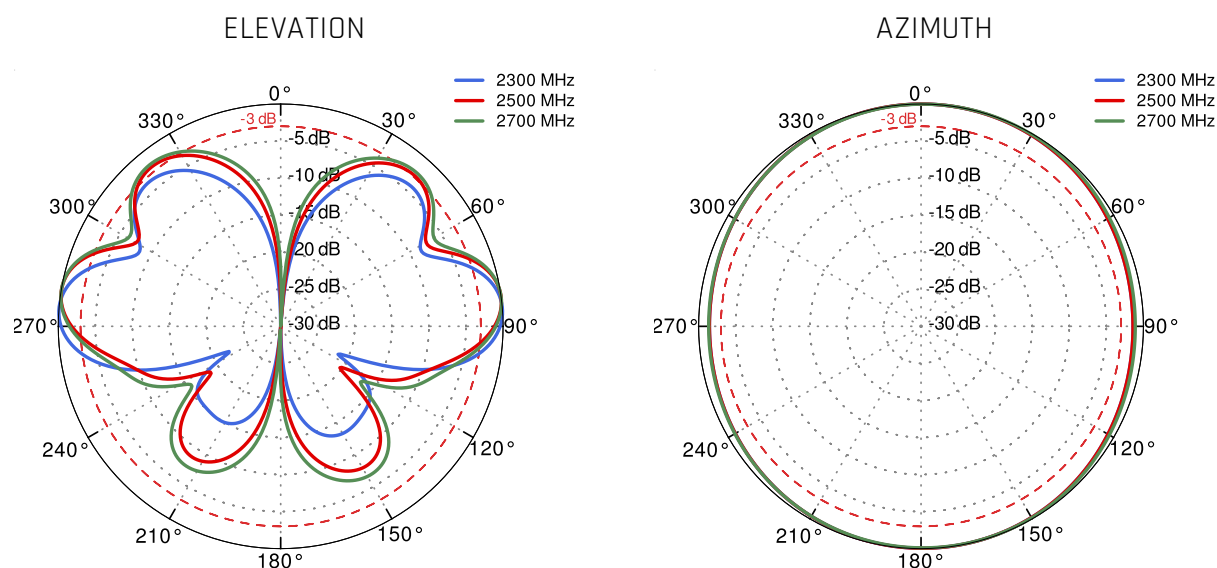 ELEVATION
2300 MHz
2500 MHz
2700 MHz
0°
-3 dB
330°
30°
-5 dB
-10 dB
-15 dB
300°
60°
20 dB
-25 dB
270°
-30 dB
90°
240°
120°
210°
150°
180°
AZIMUTH
2300 MHz
2500 MHz
2700 MHz
0°
-3 dB
330°
30°
-5 dB
-10 dB
300°
60°
-15 dB
-20 dB
-25 dB
270°
-30 dB
90°
240°
120°
210°
150°
180°